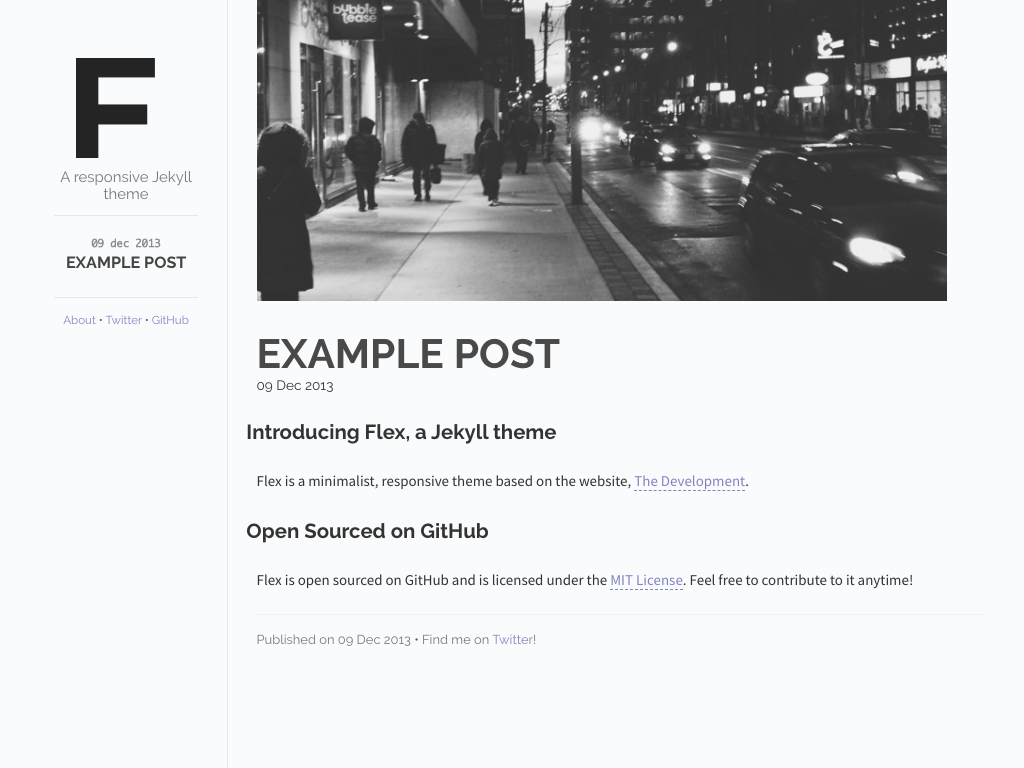 F
A responsive Jekyll
theme
09 dec 2013
EXAMPLE POST
About • Twitter • GitHub
bubble
tease
EXAMPLE POST
09 Dec 2013
Introducing Flex, a Jekyll theme
Flex is a minimalist, responsive theme based on the website, The Development.
Open Sourced on GitHub
Flex is open sourced on GitHub and is licensed under the MIT License. Feel free to contribute to it anytime!
Published on 09 Dec 2013 • Find me on Twitter!